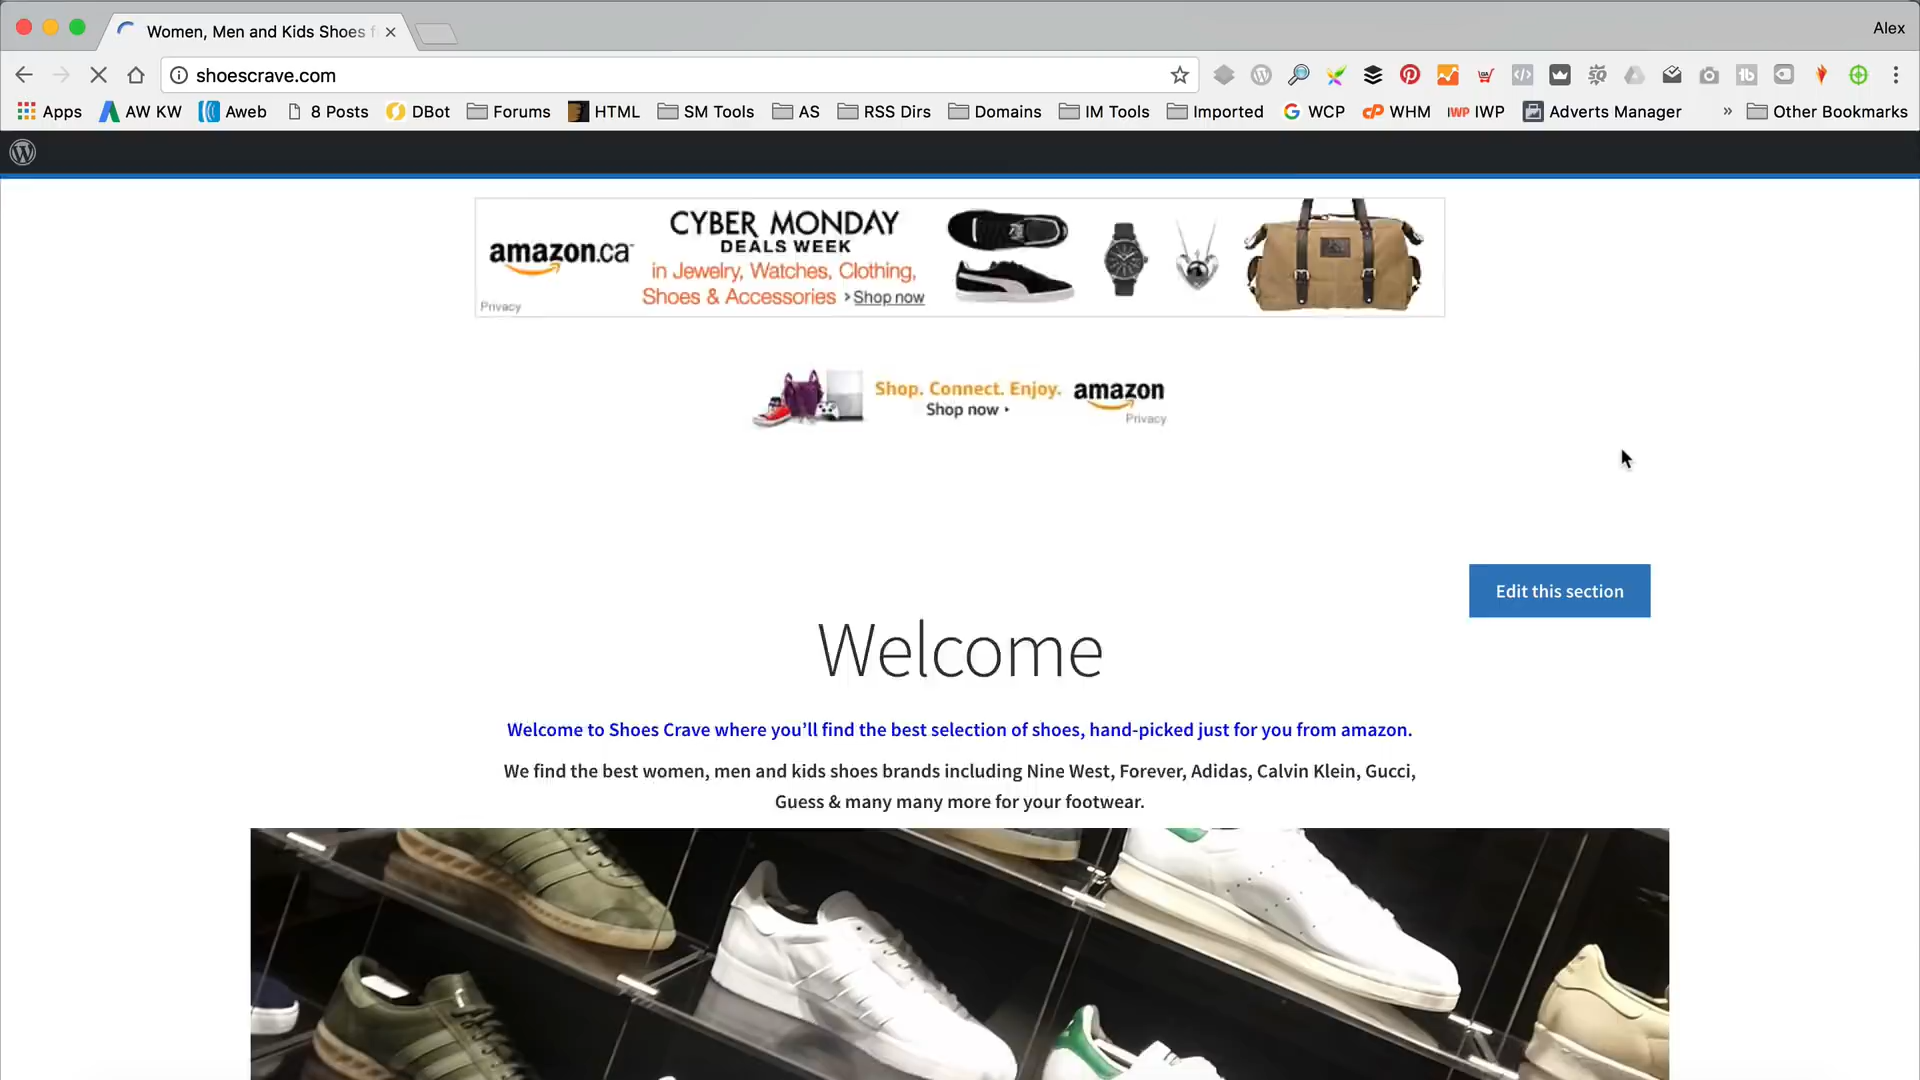 Women, Men and Kids Shoes f
Alex
shoescrave.com
Apps AW KW Aweb 8 Posts DBot Forums HTML SM Tools AS RSS Dirs Domains IM Tools Imported WCP WHM IWP Adverts Manager » Other Bookmarks
CYBER MONDAY
DEALS WEEK
amazon.ca
in Jewelry, Watches, Clothing,
Shoes & Accessories › Shop now
Privacy
Shop. Connect. Enjoy.
Shop now
amazon
Privacy
Edit this section
Welcome
Welcome to Shoes Crave where you’ll find the best selection of shoes, hand-picked just for you from amazon.
We find the best women, men and kids shoes brands including Nine West, Forever, Adidas, Calvin Klein, Gucci,
Guess & many many more for your footwear.